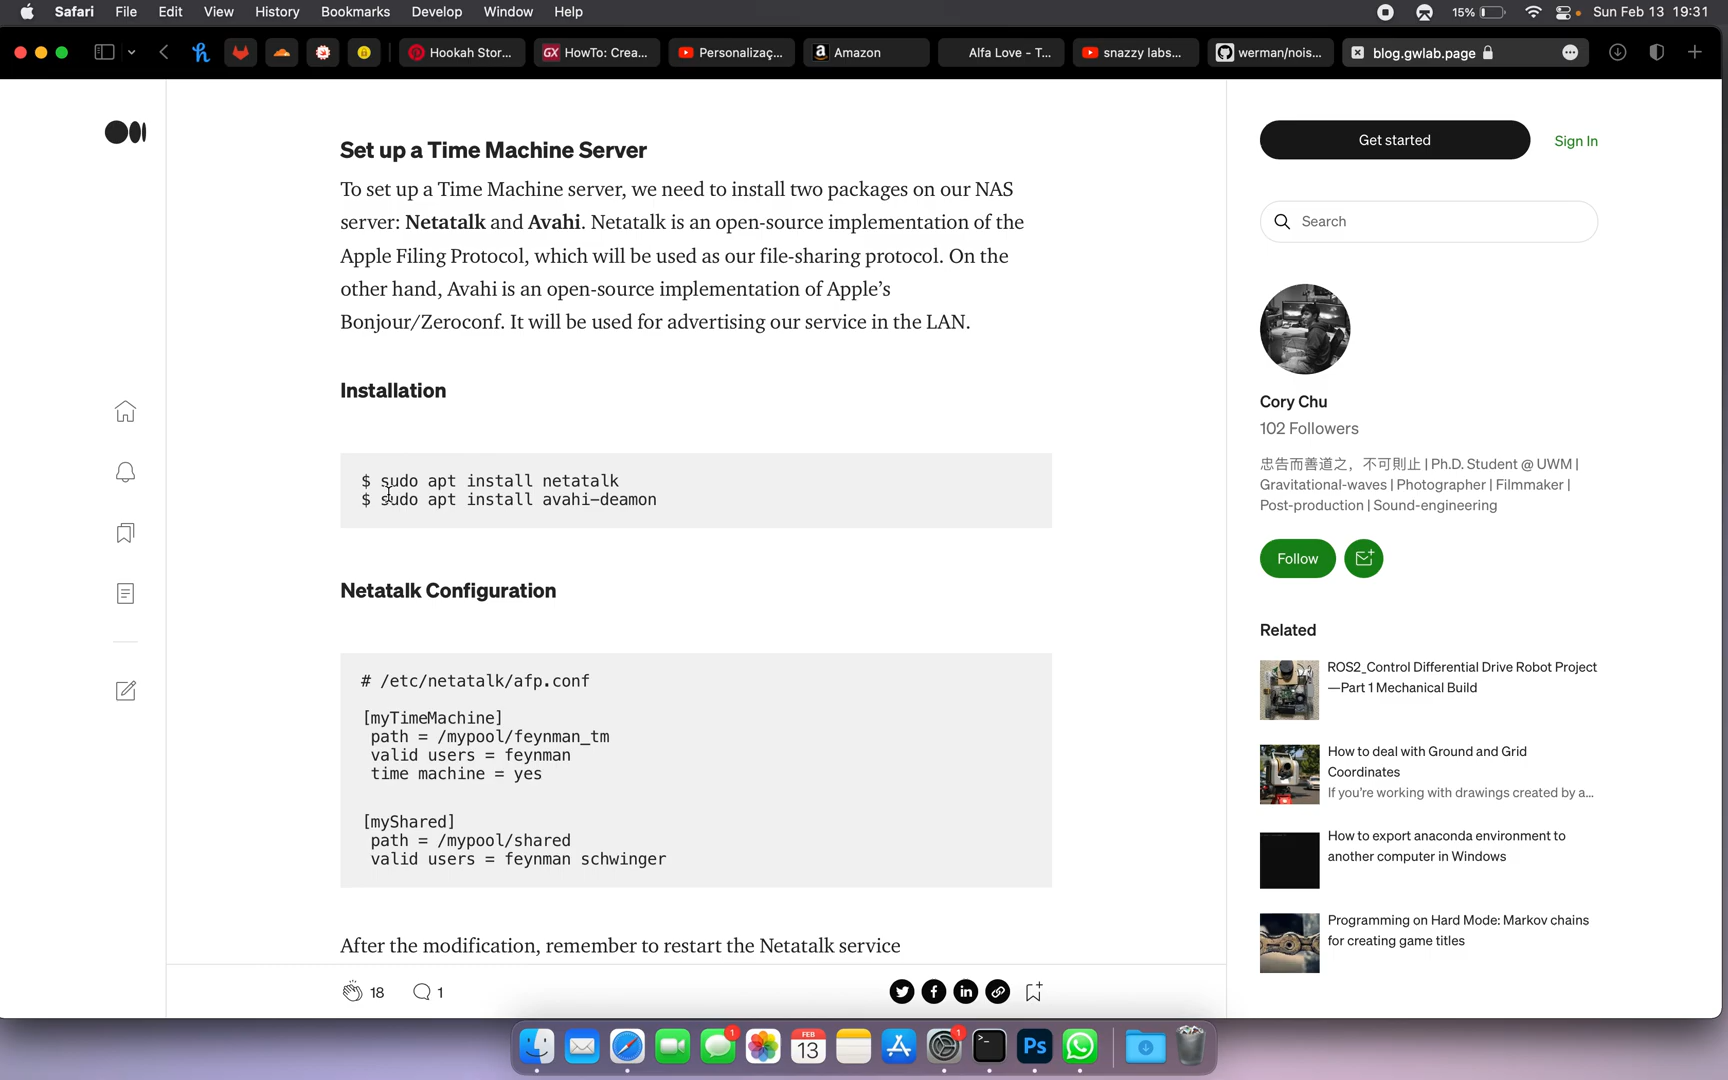 Safari File Edit View History Bookmarks Develop Window Help 15% Sun Feb 13 19:31
Hookah Stor... GX HowTo: Crea... Personalizaç... Amazon Alfa Love - T... snazzy labs... werman/nois... blog.gwlab.page
Set up a Time Machine Server
To set up a Time Machine server, we need to install two packages on our NAS
server: Netatalk and Avahi. Netatalk is an open-source implementation of the
Apple Filing Protocol, which will be used as our file-sharing protocol. On the
other hand, Avahi is an open-source implementation of Apple’s
Bonjour/Zeroconf. It will be used for advertising our service in the LAN.
Installation
$ sudo apt install netatalk
$ sudo apt install avahi-deamon
Netatalk Configuration
# /etc/netatalk/afp.conf
[myTimeMachine]
path = /mypool/feynman_tm
valid users = feynman
time machine = yes
[myShared]
path = /mypool/shared
valid users = feynman schwinger
After the modification, remember to restart the Netatalk service
18 1
Get started Sign In
Search
Cory Chu
102 Followers
忠告而善道之，不可則止 | Ph.D. Student @ UWM |
Gravitational-waves | Photographer | Filmmaker |
Post-production | Sound-engineering
Follow
Related
ROS2_Control Differential Drive Robot Project
—Part 1 Mechanical Build
How to deal with Ground and Grid
Coordinates
If you’re working with drawings created by a...
How to export anaconda environment to
another computer in Windows
Programming on Hard Mode: Markov chains
for creating game titles
1 FEB 13 1 Ps